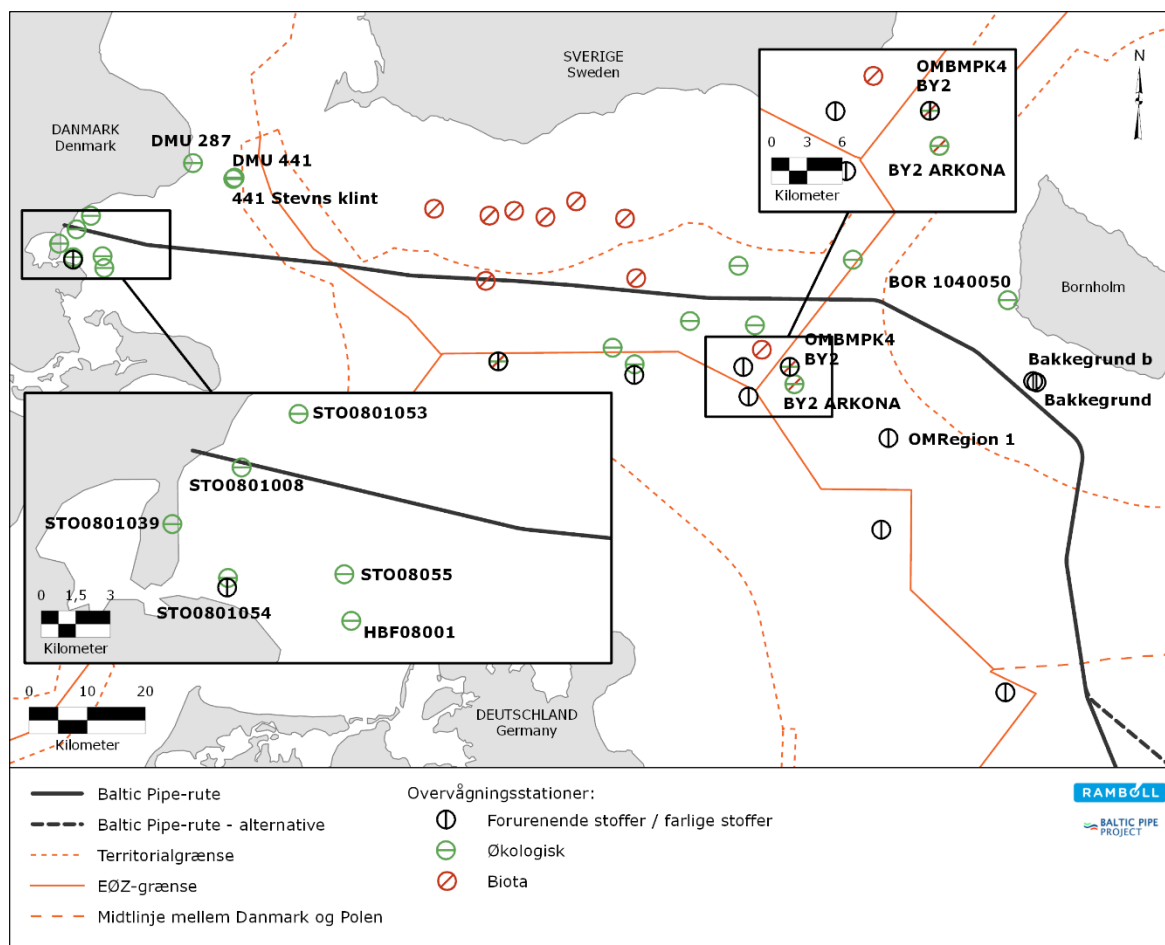 SVERIGE
Sweden
N
OMBMPK4
BY2
0 3 6
Kilometer
BY2 ARKONA
DANMARK
Denmark
DMU 287
DMU 441
441 Stevns klint
BOR 1040050
Bornholm
OMBMPK4
BY2
BY2 ARKONA
Bakkegrund b
Bakkegrund
OMRegion 1
STO0801053
STO0801008
STO0801039
STO08055
STO0801054
HBF08001
0 1,5 3
Kilometer
0 10 20
Kilometer
DEUTSCHLAND
Germany
Baltic Pipe-rute
Baltic Pipe-rute - alternative
Territorialgrænse
EØZ-grænse
Midtlinje mellem Danmark og Polen
Overvågningsstationer:
Forurenende stoffer / farlige stoffer
Økologisk
Biota
RAMBOLL
BALTIC PIPE
PROJECT